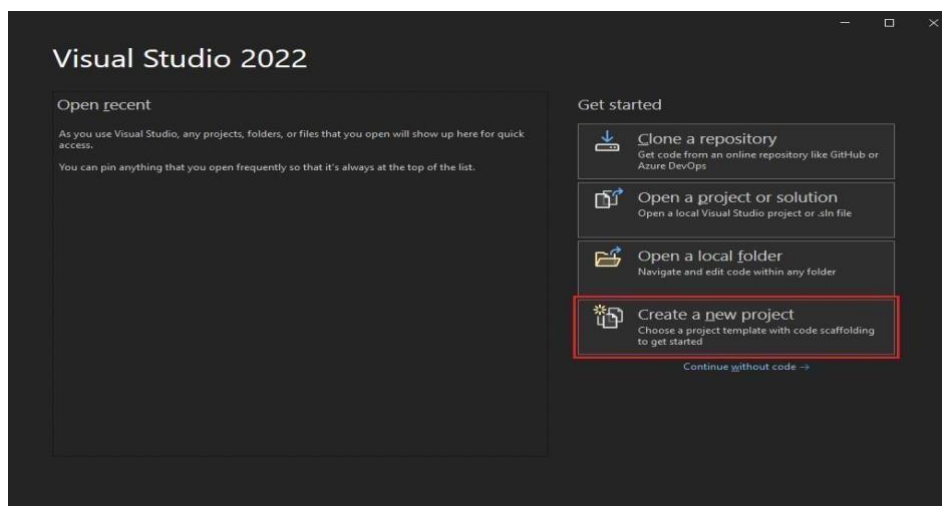 Visual Studio 2022
Open recent
As you use Visual Studio, any projects, folders, or files that you open will show up here for quick
access.
You can pin anything that you open frequently so that it's always at the top of the list.
Get started
Clone a repository
Get code from an online repository like GitHub or
Azure DevOps
Open a project or solution
Open a local Visual Studio project or .sln file
Open a local folder
Navigate and edit code within any folder
Create a new project
Choose a project template with code scaffolding
to get started
Continue without code →